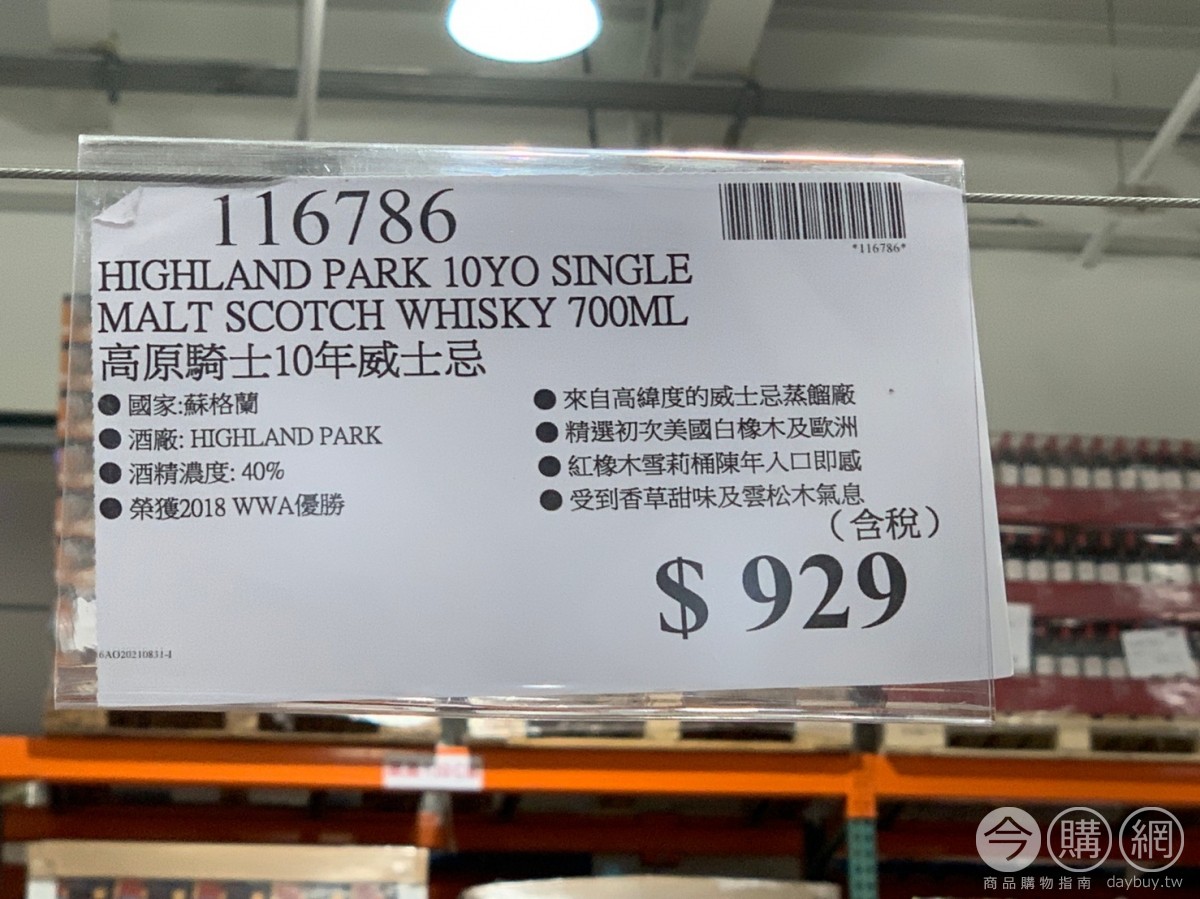 116786
*116786*
HIGHLAND PARK 10YO SINGLE
MALT SCOTCH WHISKY 700ML
高原騎士10年威士忌
● 國家:蘇格蘭
● 酒廠: HIGHLAND PARK
● 酒精濃度: 40%
● 榮獲2018 WWA優勝
● 來自高緯度的威士忌蒸餾廠
● 精選初次美國白橡木及歐洲
● 紅橡木雪莉桶陳年入口即感
● 受到香草甜味及雲松木氣息
(含稅)
$ 929
6AO20210831-1
今購網
商品購物指南 daybuy.tw